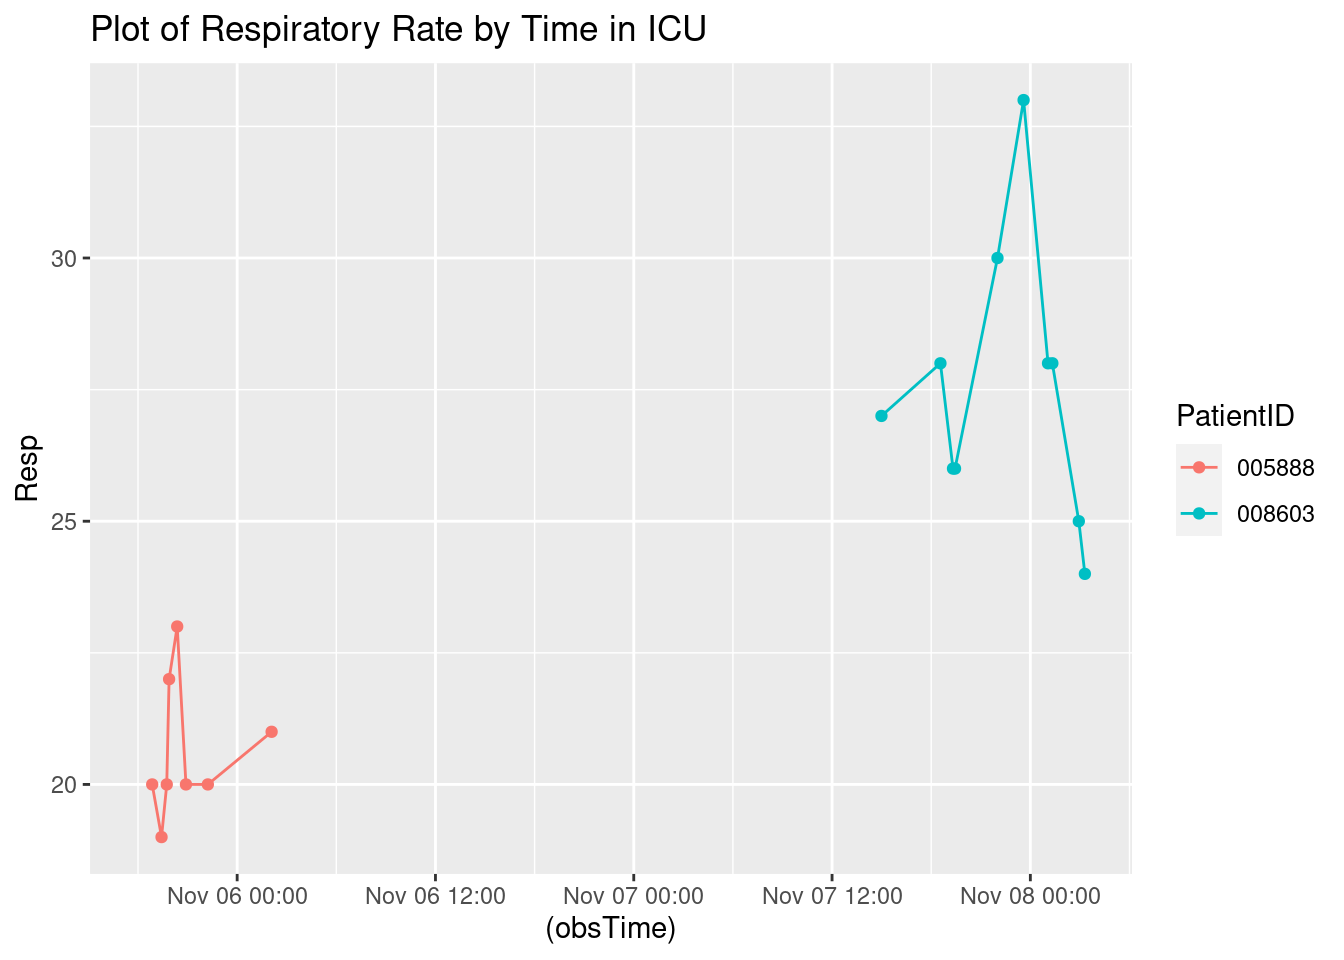 Plot of Respiratory Rate by Time in ICU
Resp
30
25
20
Nov 06 00:00 Nov 06 12:00 Nov 07 00:00 Nov 07 12:00 Nov 08 00:00
(obsTime)
PatientID
005888
008603